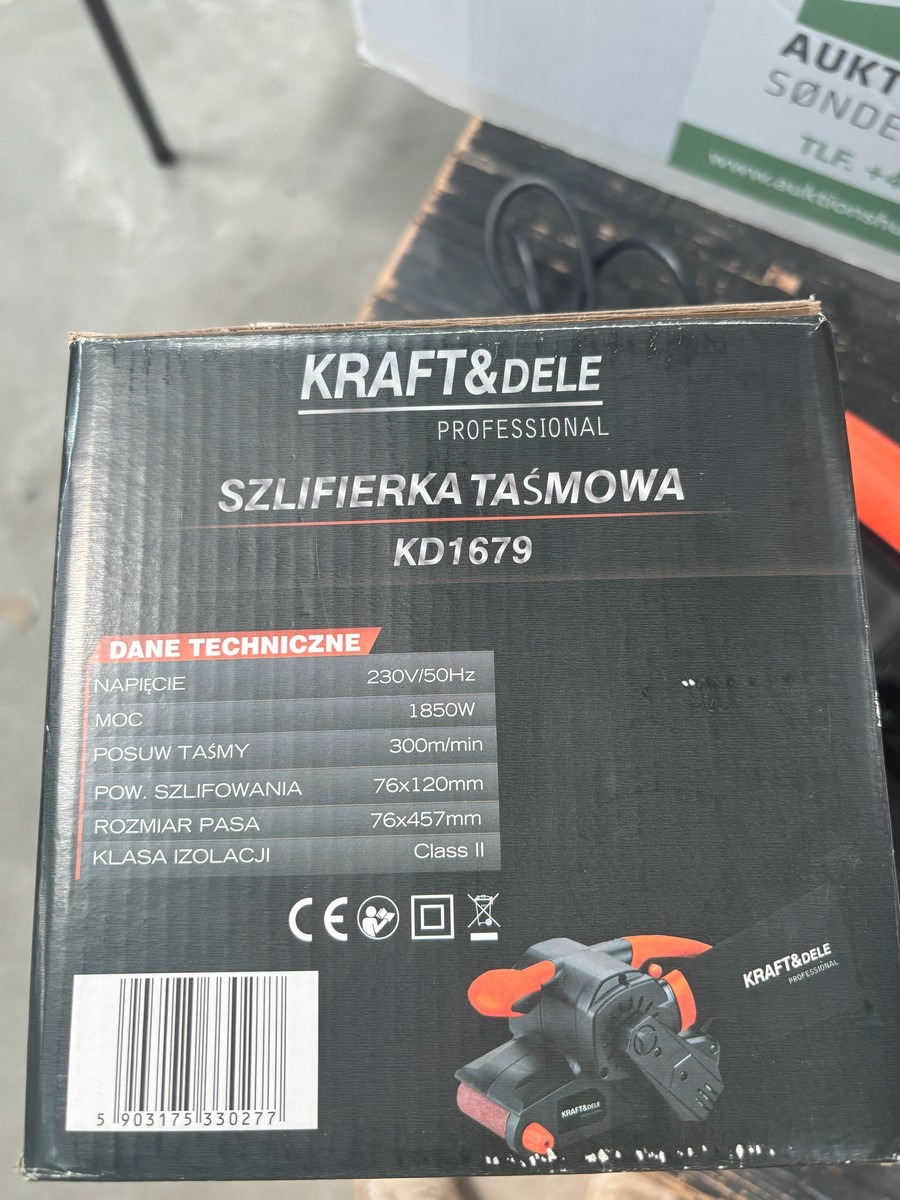 AUKT
SØNDE
TLF. +4
www.auktionshu
KRAFT&DELE
PROFESSIONAL
SZLIFIERKA TAŚMOWA
KD1679
DANE TECHNICZNE
NAPIĘCIE 230V/50Hz
MOC 1850W
POSUW TAŚMY 300m/min
POW. SZLIFOWANIA 76x120mm
ROZMIAR PASA 76x457mm
KLASA IZOLACJI Class II
CE
KRAFT&DELE
PROFESSIONAL
KRAFT&DELE
5 903175 330277